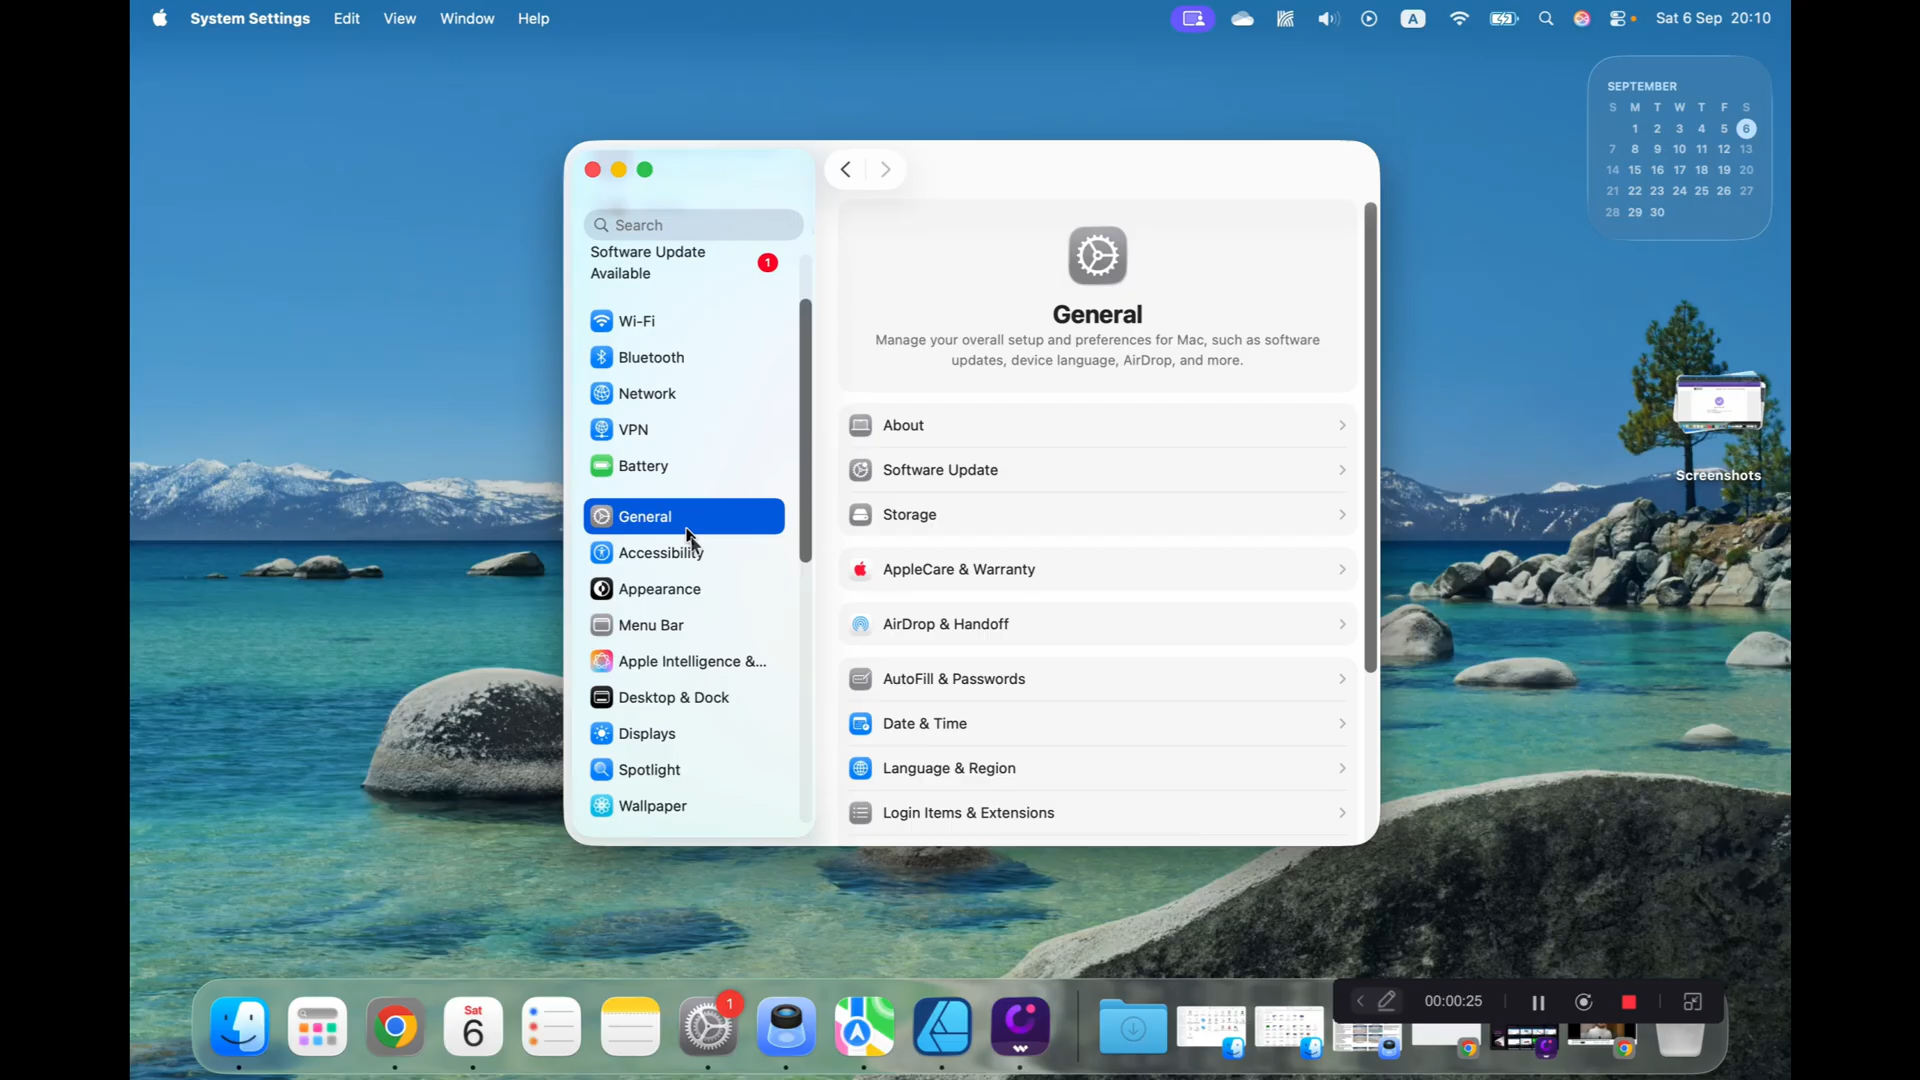 System Settings Edit View Window Help
A
Sat 6 Sep 20:10
SEPTEMBER
S M T W T F S
1 2 3 4 5 6
7 8 9 10 11 12 13
14 15 16 17 18 19 20
21 22 23 24 25 26 27
28 29 30
Screenshots
Search
Software Update
Available
1
Wi-Fi
Bluetooth
Network
VPN
Battery
General
Accessibility
Appearance
Menu Bar
Apple Intelligence &...
Desktop & Dock
Displays
Spotlight
Wallpaper
General
Manage your overall setup and preferences for Mac, such as software
updates, device language, AirDrop, and more.
About
Software Update
Storage
AppleCare & Warranty
AirDrop & Handoff
AutoFill & Passwords
Date & Time
Language & Region
Login Items & Extensions
Sat
6
1
00:00:25